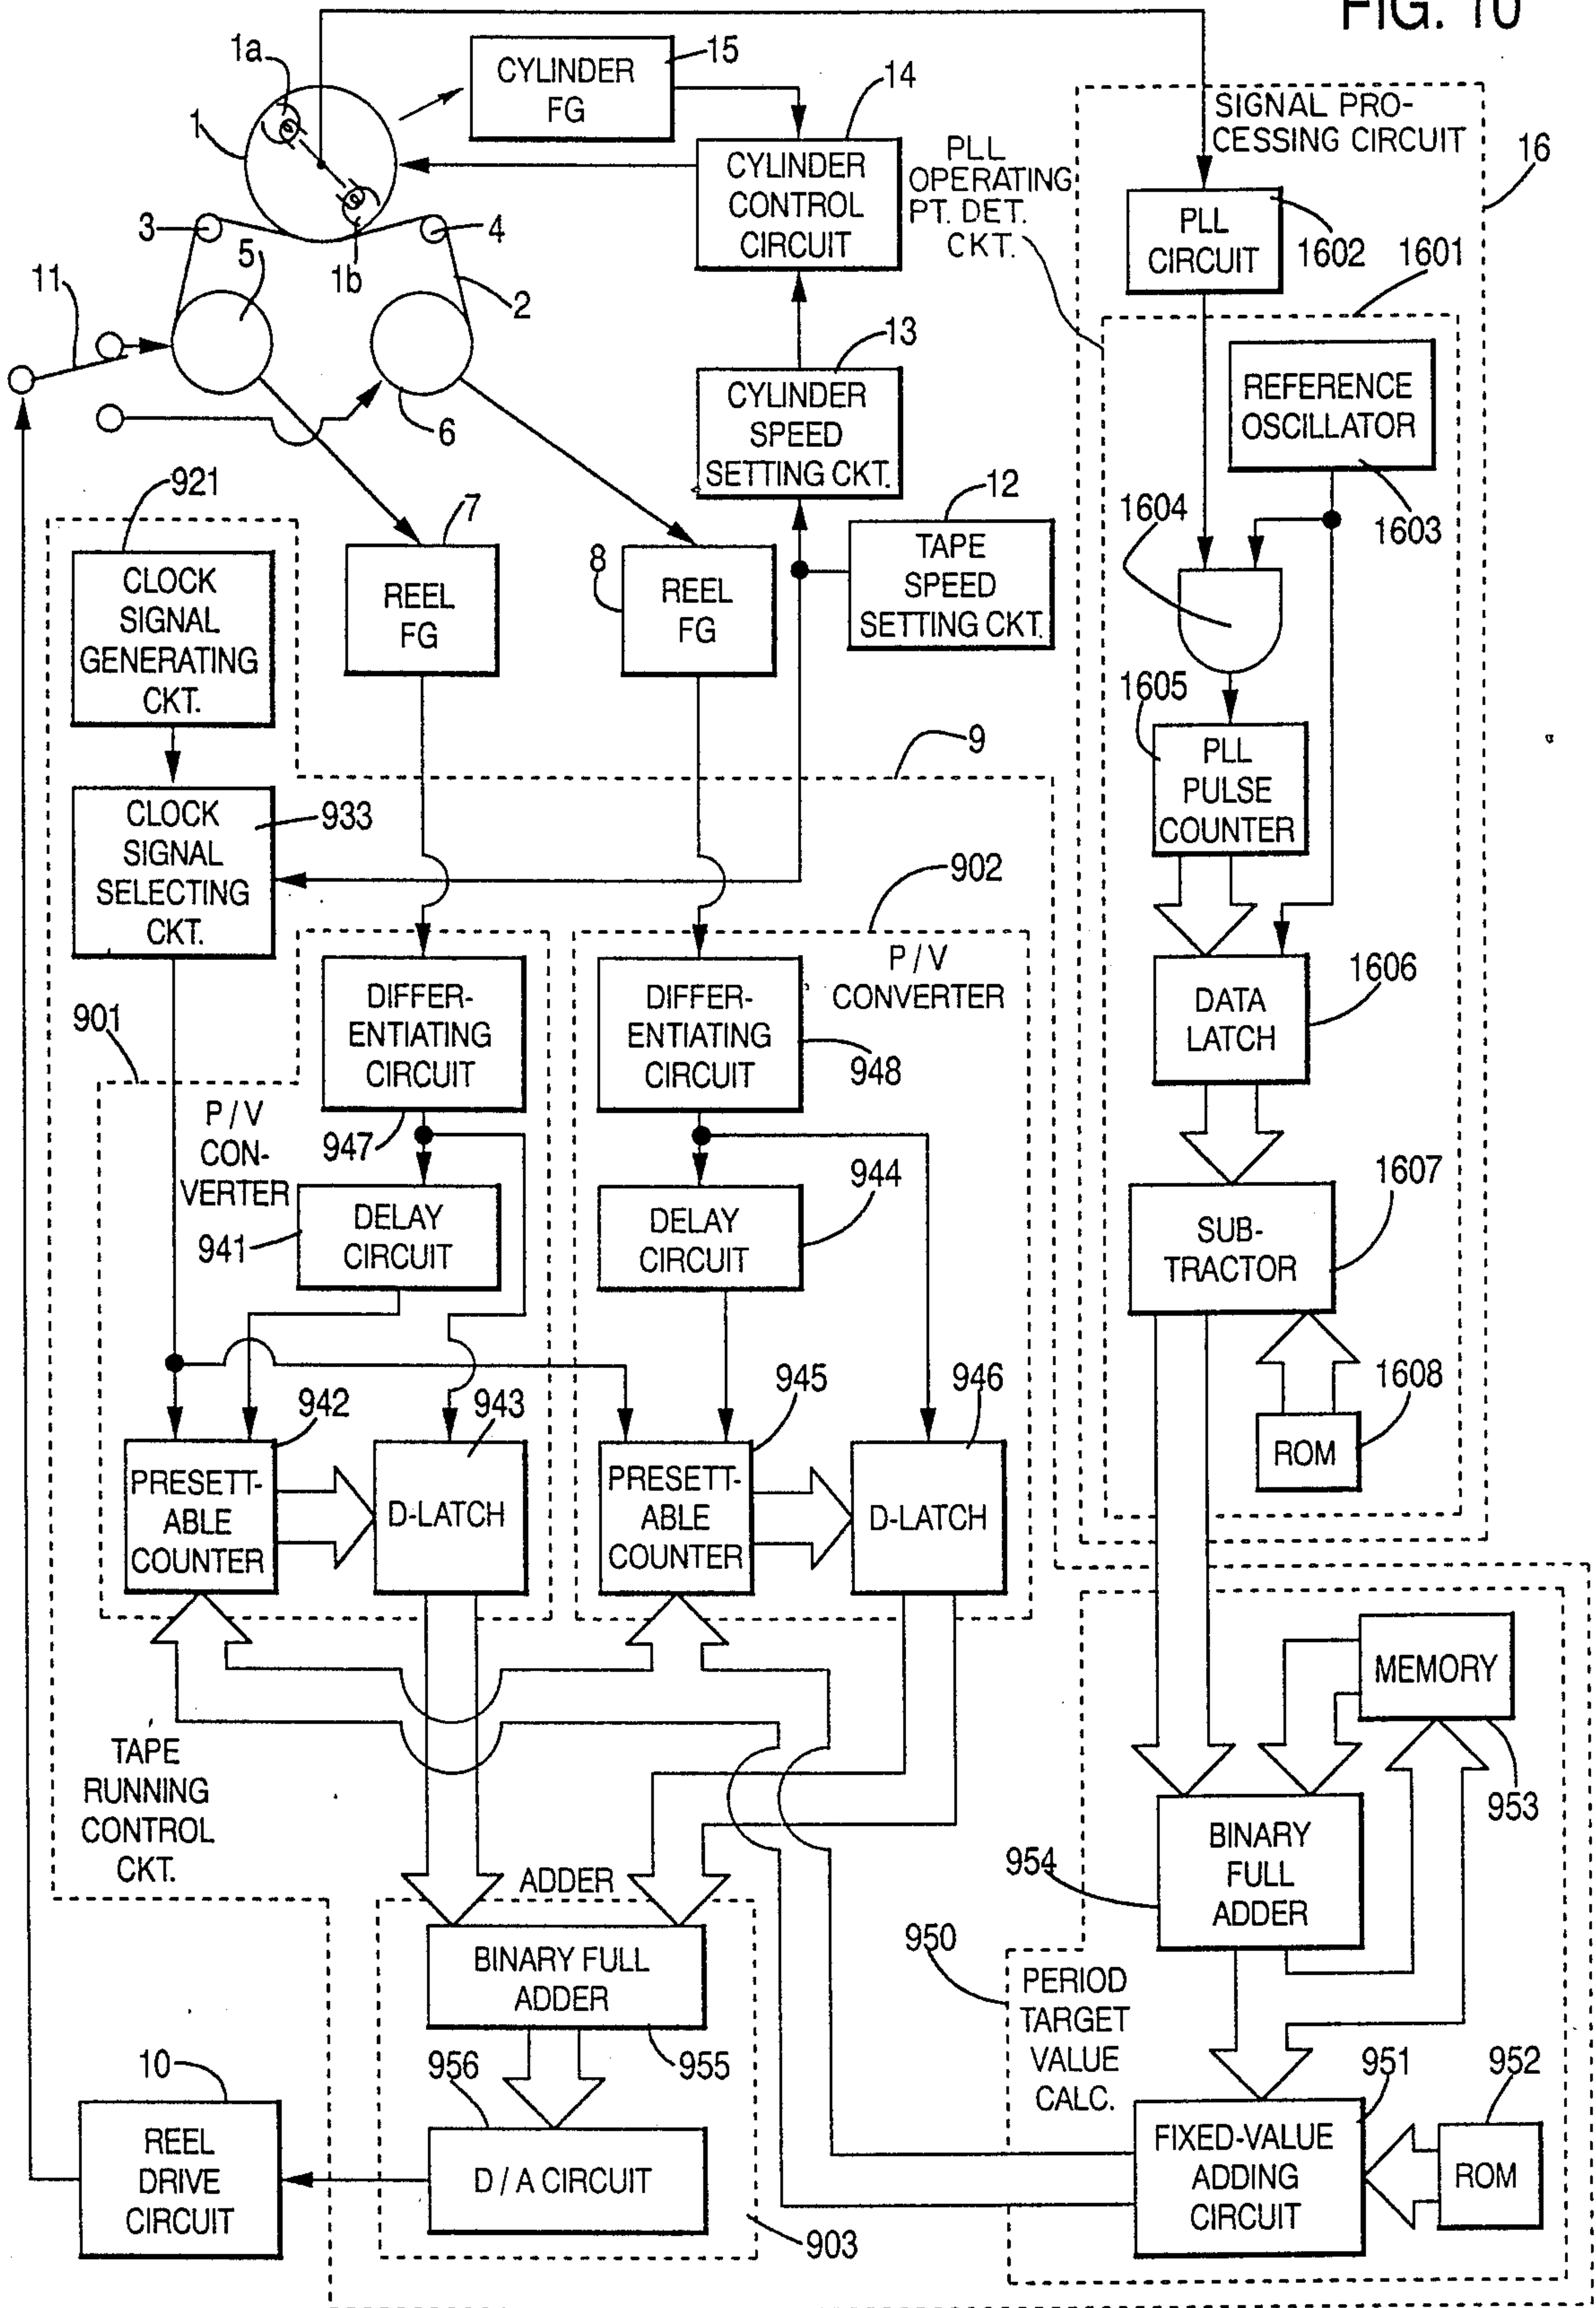 FIG. 10
1a
CYLINDER
FG
15
14
1
CYLINDER
CONTROL
CIRCUIT
PLL
OPERATING
PT. DET.
CKT.
SIGNAL PRO-
CESSING CIRCUIT
16
PLL
CIRCUIT
1602
1601
3
5
4
1b
2
11
6
13
CYLINDER
SPEED
SETTING CKT.
REFERENCE
OSCILLATOR
1603
1604
921
7
8
12
CLOCK
SIGNAL
GENERATING
CKT.
REEL
FG
REEL
FG
TAPE
SPEED
SETTING CKT.
1605
PLL
PULSE
COUNTER
9
CLOCK
SIGNAL
SELECTING
CKT.
933
902
901
DIFFER-
ENTIATING
CIRCUIT
947
DIFFER-
ENTIATING
CIRCUIT
948
P / V
CONVERTER
DATA
LATCH
1606
P / V
CON-
VERTER
941
DELAY
CIRCUIT
DELAY
CIRCUIT
944
SUB-
TRACTOR
1607
942
943
945
946
1608
ROM
PRESETT-
ABLE
COUNTER
D-LATCH
PRESETT-
ABLE
COUNTER
D-LATCH
MEMORY
953
TAPE
RUNNING
CONTROL
CKT.
954
BINARY
FULL
ADDER
ADDER
BINARY FULL
ADDER
955
950
PERIOD
TARGET
VALUE
CALC.
10
956
951
952
REEL
DRIVE
CIRCUIT
D / A CIRCUIT
903
FIXED-VALUE
ADDING
CIRCUIT
ROM